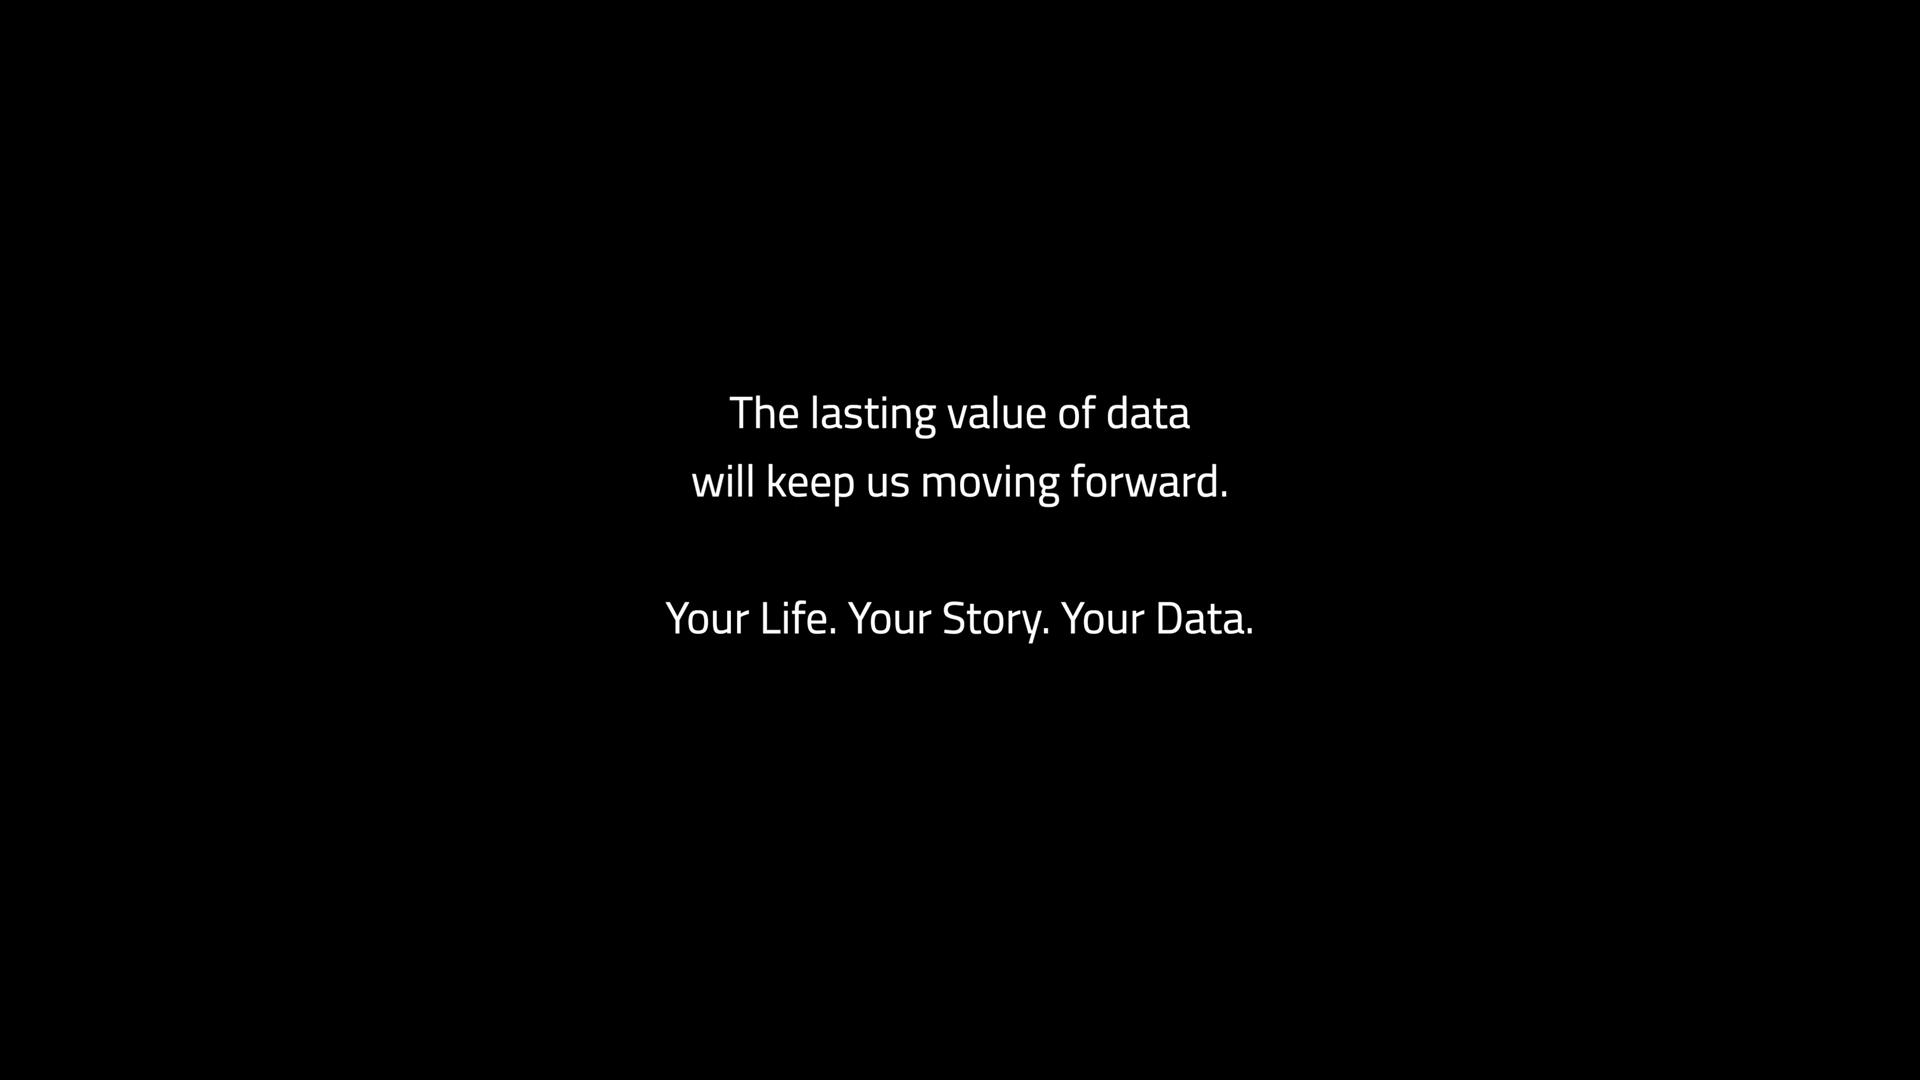 The lasting value of data
will keep us moving forward.
Your Life. Your Story. Your Data.